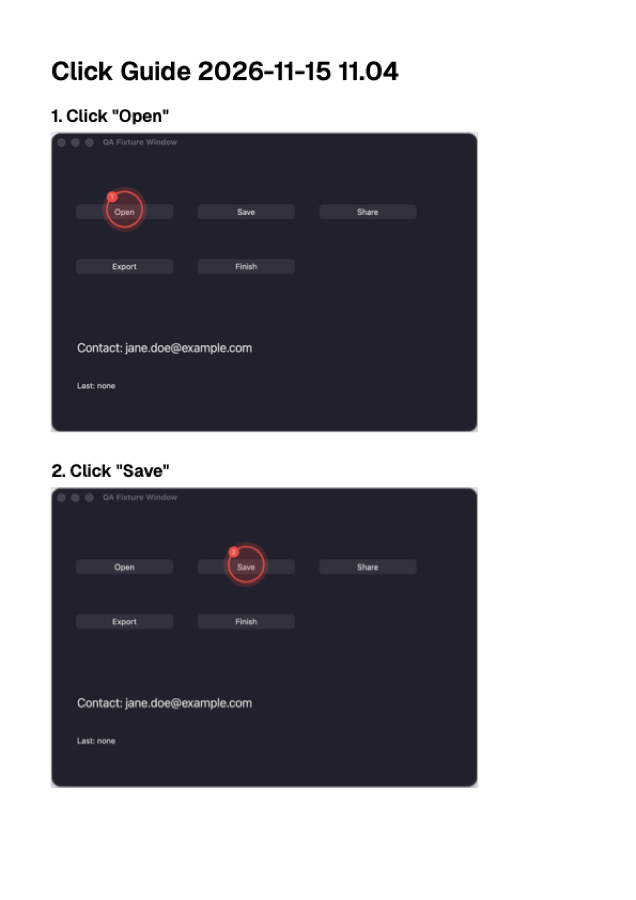 Click Guide 2026-11-15 11.04
1. Click "Open"
QA Fixture Window
1
Open Save Share
Export Finish
Contact: jane.doe@example.com
Last: none
2. Click "Save"
QA Fixture Window
2
Open Save Share
Export Finish
Contact: jane.doe@example.com
Last: none